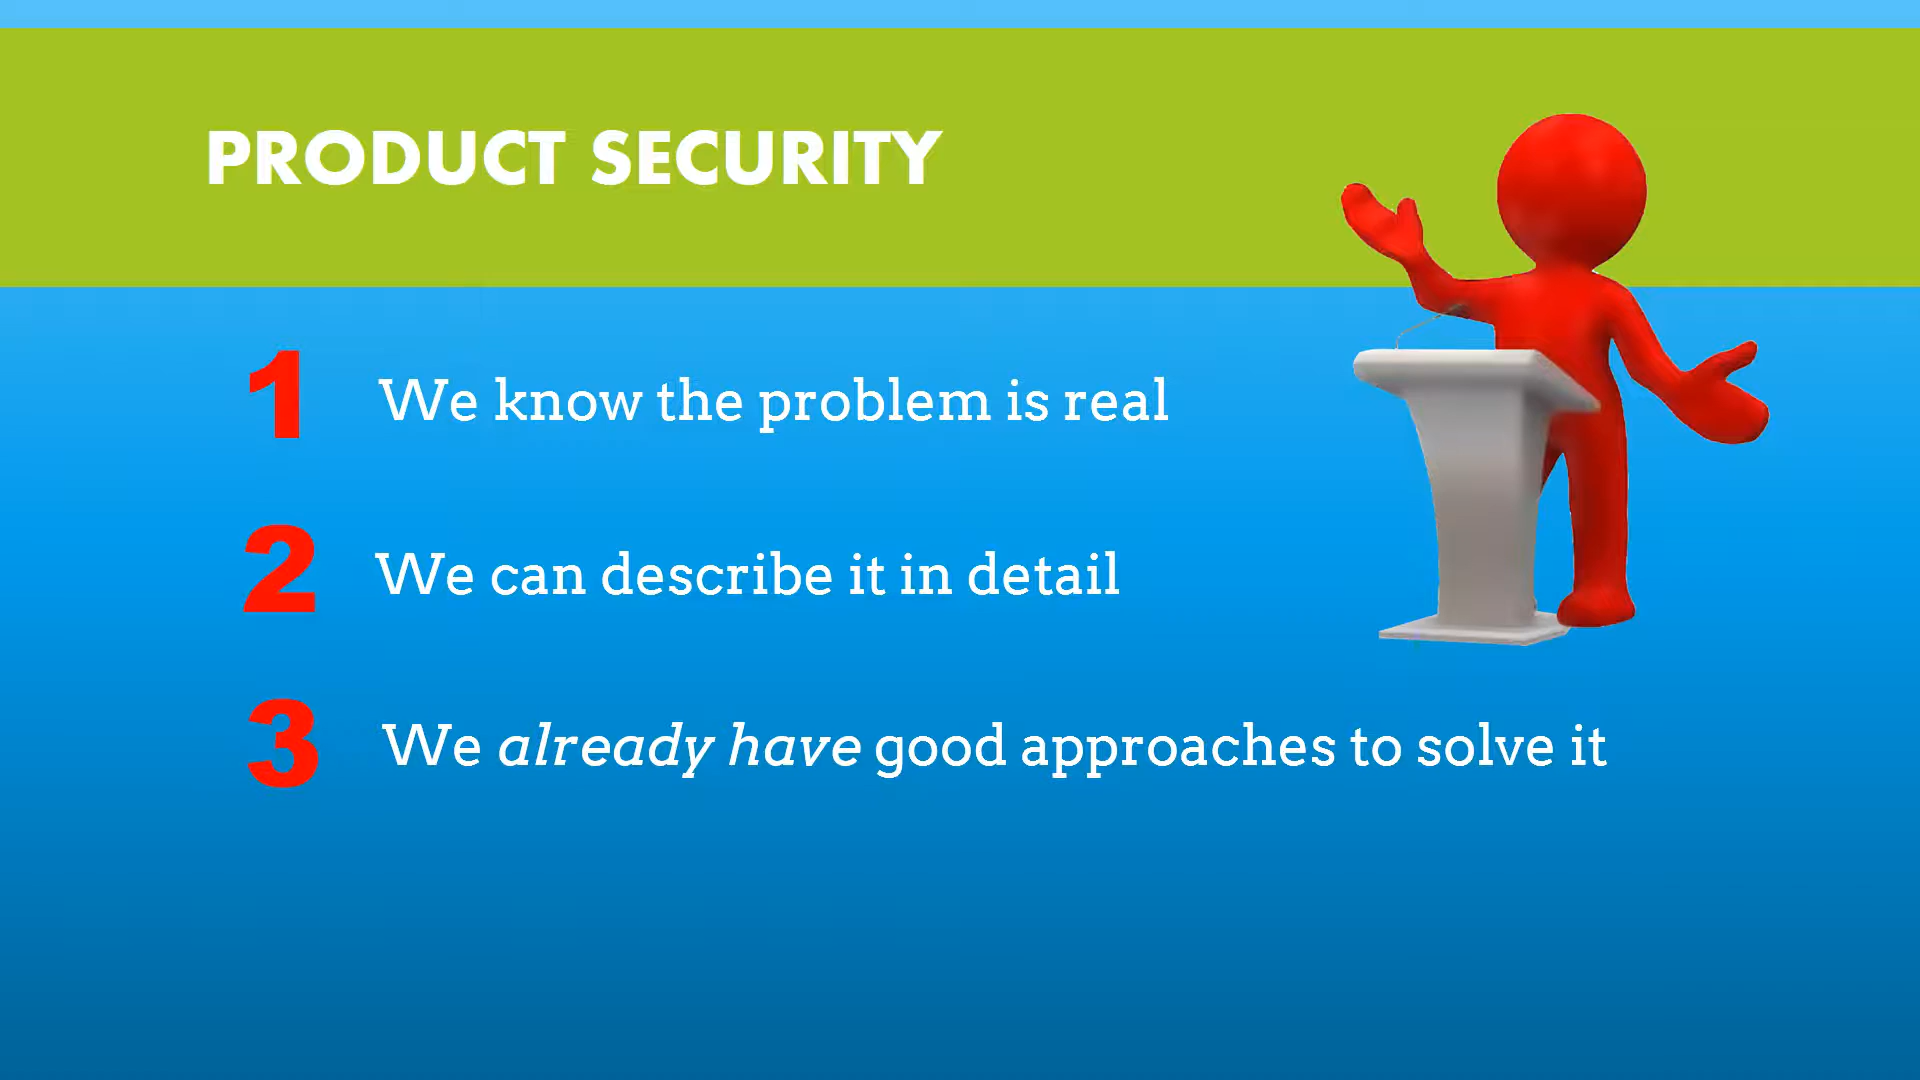 PRODUCT SECURITY
1 We know the problem is real
2 We can describe it in detail
3 We already have good approaches to solve it